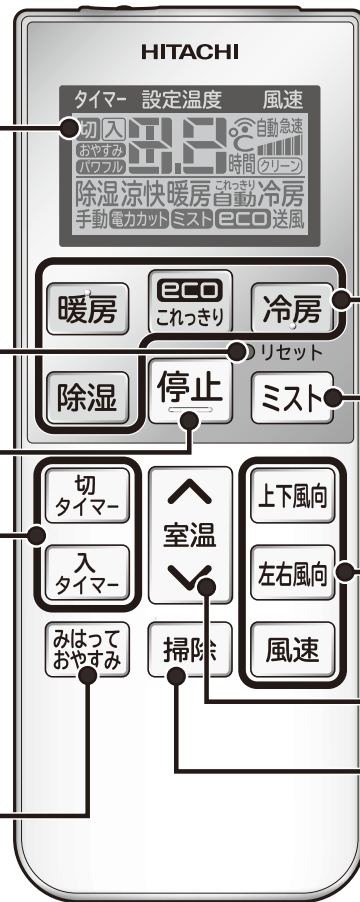 HITACHI
タイマー 設定温度 風速
切 入 8.8 ℃ 自動 急速
おやすみ
パワフル 時間 クリーン
除湿 涼快 暖房 これっきり自動 冷房
手動 電力カット ミスト eco 送風
暖房
eco
これっきり
冷房
リセット
除湿
停止
ミスト
切
タイマー
室温
上下風向
入
タイマー
左右風向
みはって
おやすみ
掃除
風速